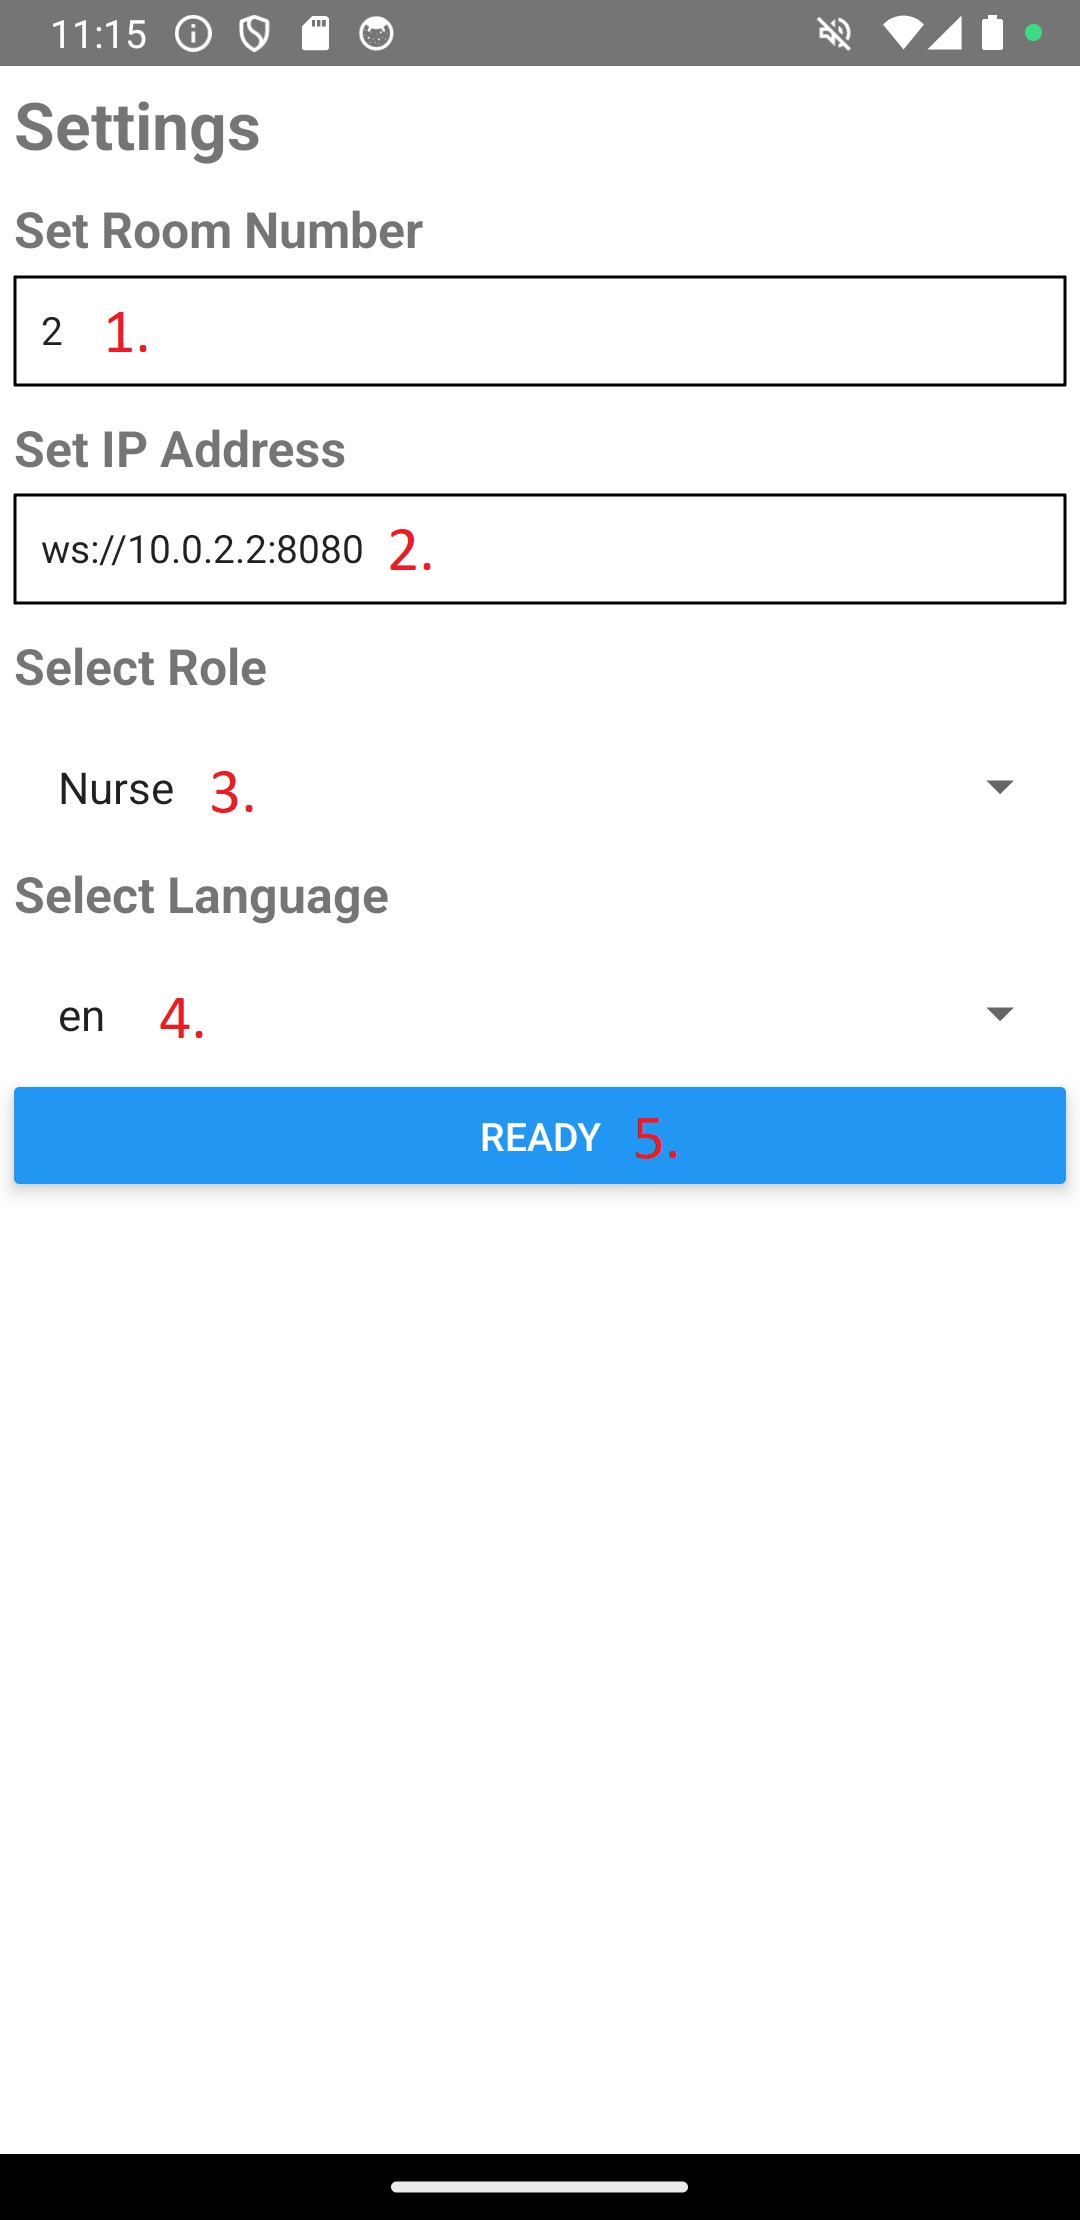 11:15
Settings
Set Room Number
2 1.
Set IP Address
ws://10.0.2.2:8080 2.
Select Role
Nurse 3.
Select Language
en 4.
READY 5.